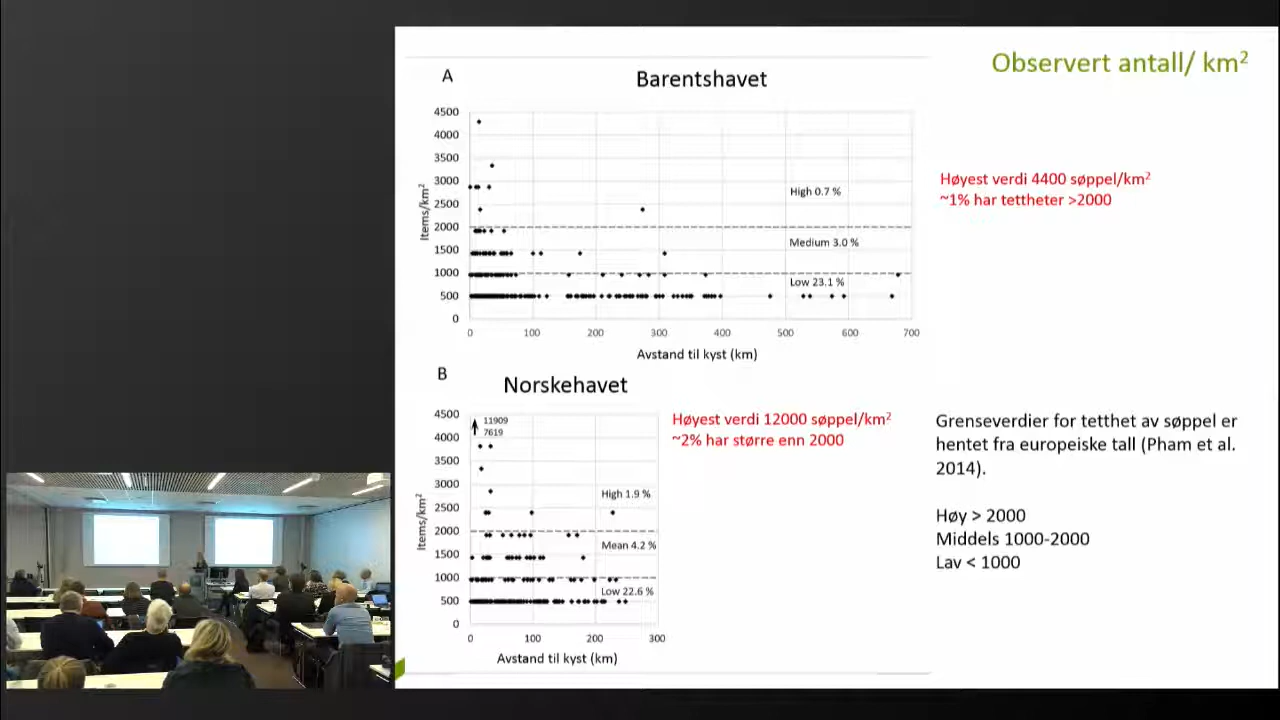 Observert antall/ km²
A
Barentshavet
4500
4000
3500
3000
2500
2000
1500
1000
500
0
Items/km²
High 0.7 %
Medium 3.0 %
Low 23.1 %
0 100 200 300 400 500 600 700
Avstand til kyst (km)
Høyest verdi 4400 søppel/km²
~1% har tettheter >2000
B
Norskehavet
4500
4000
3500
3000
2500
2000
1500
1000
500
0
Items/km²
11909
7619
High 1.9 %
Mean 4.2 %
Low 22.6 %
0 100 200 300
Avstand til kyst (km)
Høyest verdi 12000 søppel/km²
~2% har større enn 2000
Grenseverdier for tetthet av søppel er
hentet fra europeiske tall (Pham et al.
2014).
Høy > 2000
Middels 1000-2000
Lav < 1000